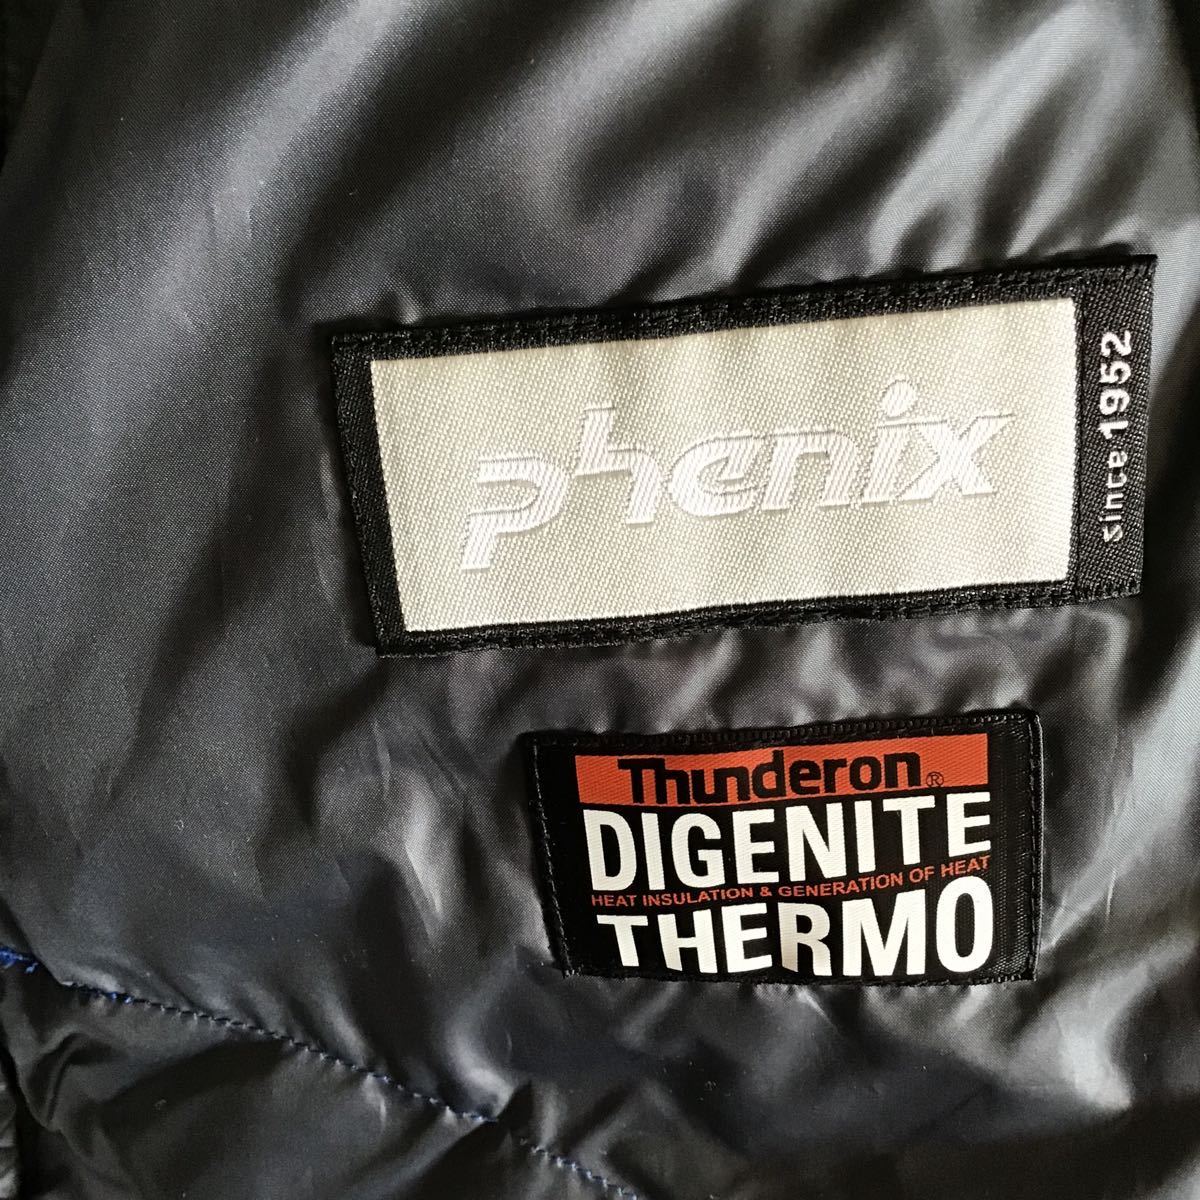 phenix
since 1952
Thunderon®
DIGENITE
HEAT INSULATION & GENERATION OF HEAT
THERMO